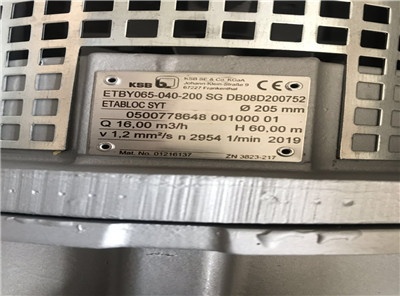 KSB
KSB SE & Co. KGaA
Johann-Klein-Straße 9
67227 Frankenthal
CE
ETBY065-040-200 SG DB08D200752
ETABLOC SYT Ø 205 mm
0500778648 001000 01
Q 16,00 m3/h H 60,00 m
v 1,2 mm²/s n 2954 1/min 2019
Mat. No. 01216137 ZN 3823-217